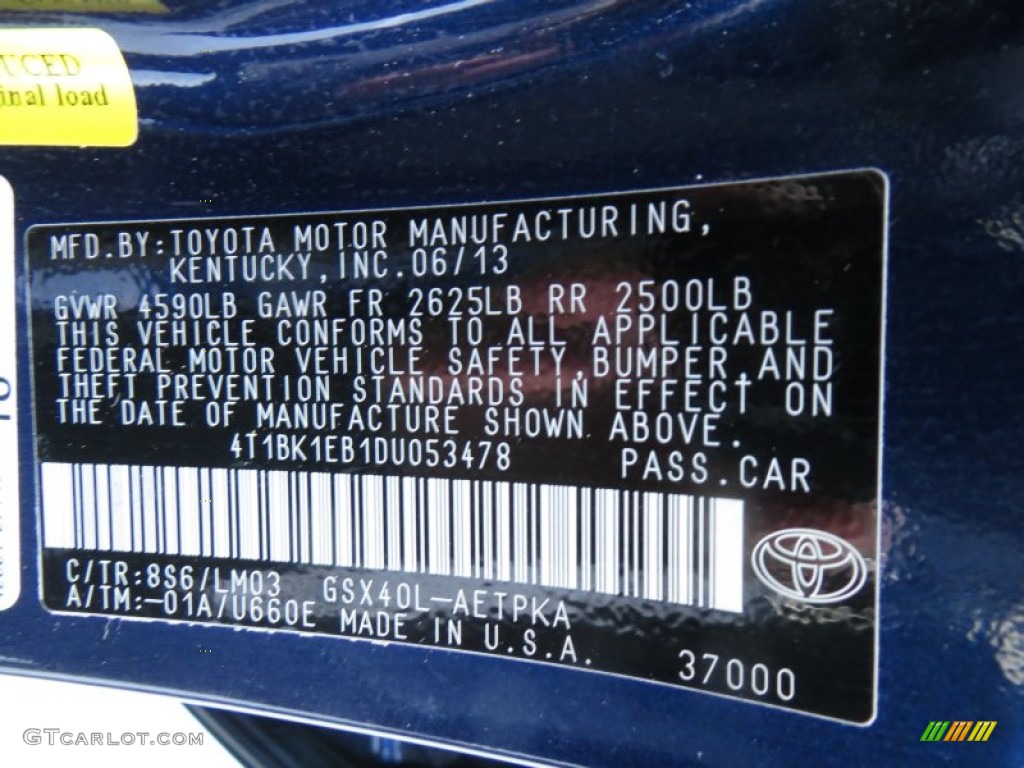 UCED
inal load
MFD.BY:TOYOTA MOTOR MANUFACTURING,
KENTUCKY,INC.06/13
GVWR 4590LB GAWR FR 2625LB RR 2500LB
THIS VEHICLE CONFORMS TO ALL APPLICABLE
FEDERAL MOTOR VEHICLE SAFETY,BUMPER,AND
THEFT PREVENTION STANDARDS IN EFFECT ON
THE DATE OF MANUFACTURE SHOWN ABOVE.
4T1BK1EB1DU053478 PASS.CAR
C/TR:8S6/LM03 GSX40L-AETPKA
A/TM:-01A/U660E MADE IN U.S.A.
37000
GTCarLot.com